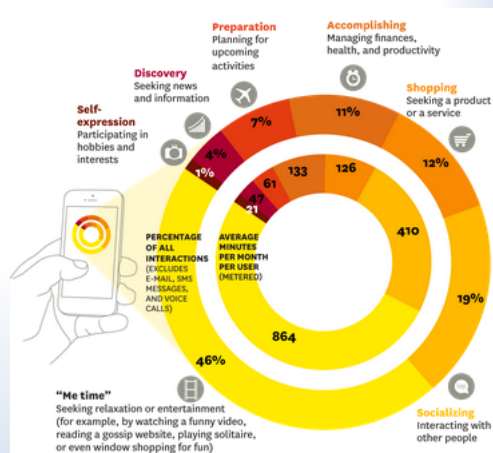 Preparation
Planning for
upcoming
activities
Accomplishing
Managing finances,
health, and productivity
Discovery
Seeking news
and information
Shopping
Seeking a product
or a service
Self-
expression
Participating in
hobbies and
interests
1%
4%
7%
11%
12%
19%
46%
21
47
61
133
126
410
864
PERCENTAGE
OF ALL
INTERACTIONS
(EXCLUDES
E-MAIL, SMS
MESSAGES,
AND VOICE
CALLS)
AVERAGE
MINUTES
PER MONTH
PER USER
(METERED)
“Me time”
Seeking relaxation or entertainment
(for example, by watching a funny video,
reading a gossip website, playing solitaire,
or even window shopping for fun)
Socializing
Interacting with
other people